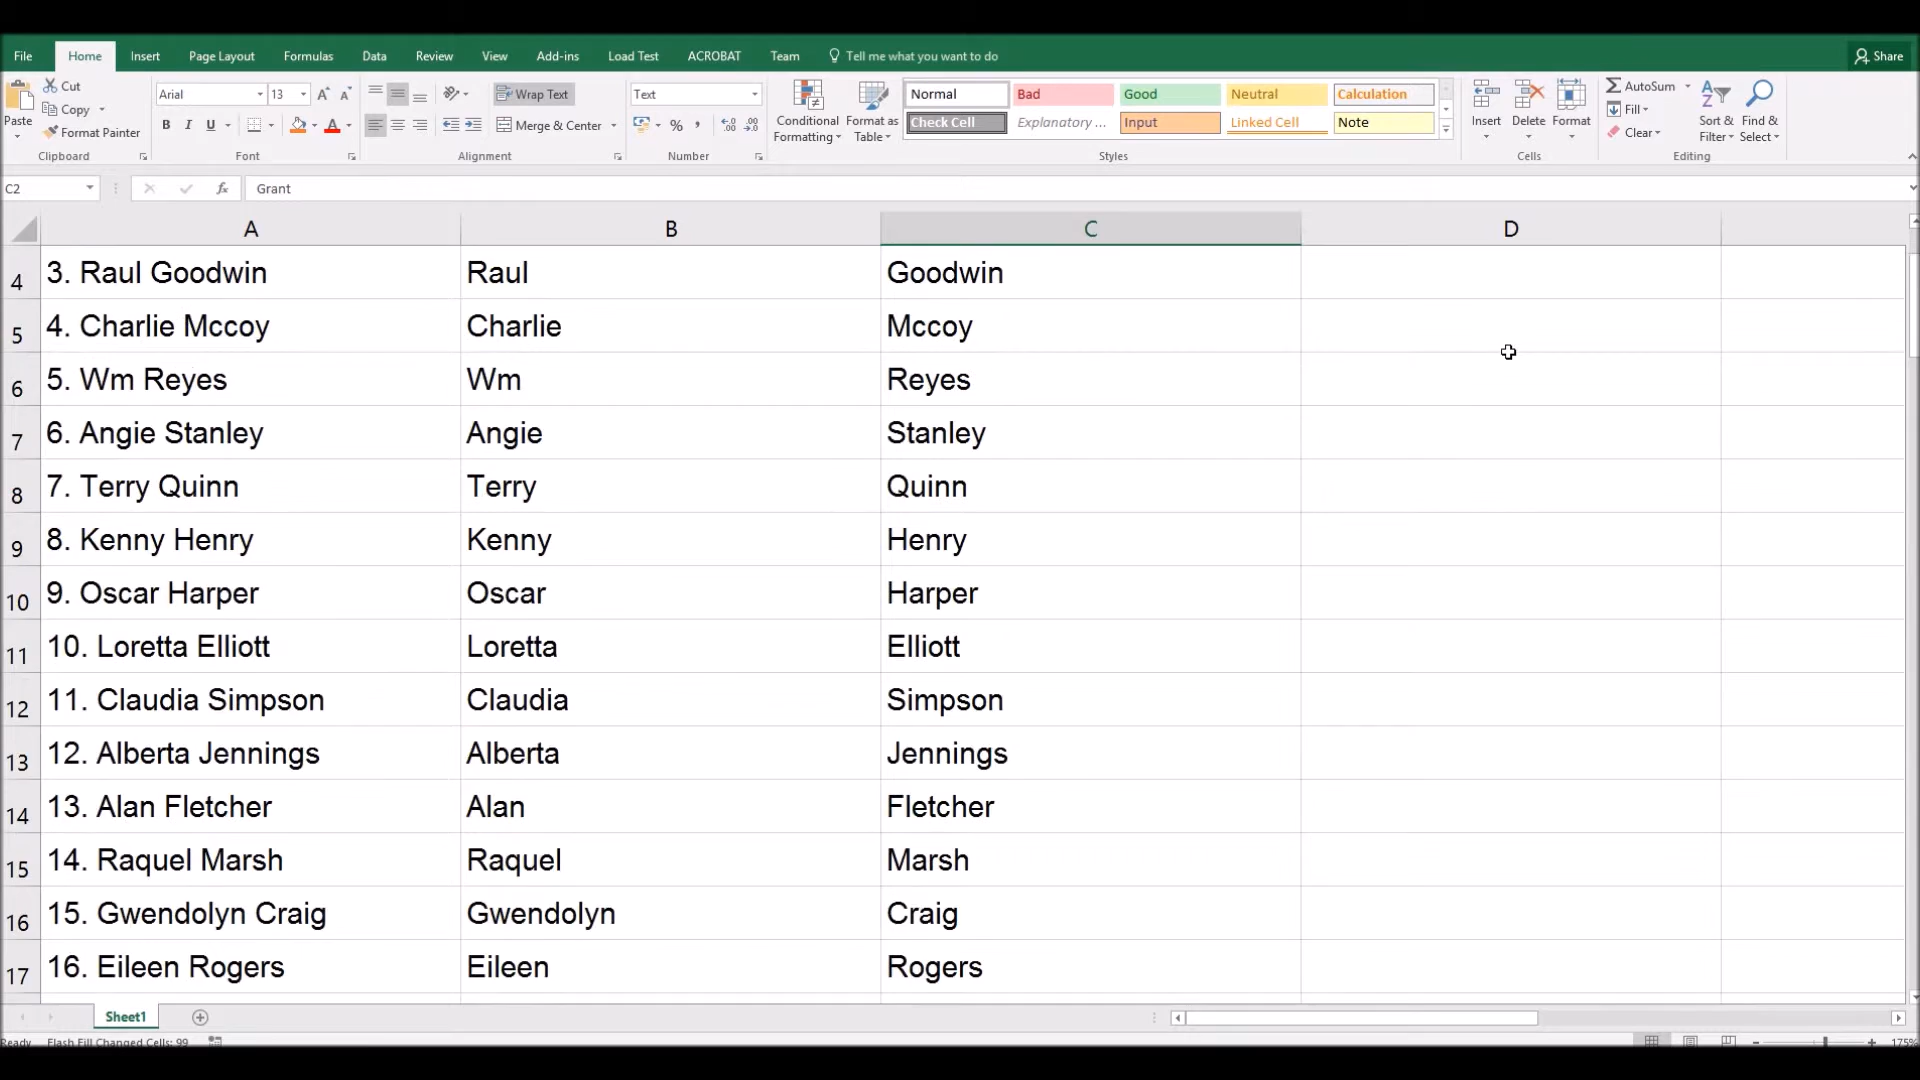 File Home Insert Page Layout Formulas Data Review View Add-ins Load Test ACROBAT Team Tell me what you want to do Share
Paste Cut Copy Format Painter Clipboard
Arial 13 B I U Font
Wrap Text Merge & Center Alignment
Text % , Number
Conditional Formatting Format as Table
Normal Bad Good Neutral Calculation
Check Cell Explanatory ... Input Linked Cell Note
Styles
Insert Delete Format Cells
AutoSum Fill Clear Sort & Filter Find & Select Editing
C2 fx Grant
A B C D
4 3. Raul Goodwin Raul Goodwin
5 4. Charlie Mccoy Charlie Mccoy
6 5. Wm Reyes Wm Reyes
7 6. Angie Stanley Angie Stanley
8 7. Terry Quinn Terry Quinn
9 8. Kenny Henry Kenny Henry
10 9. Oscar Harper Oscar Harper
11 10. Loretta Elliott Loretta Elliott
12 11. Claudia Simpson Claudia Simpson
13 12. Alberta Jennings Alberta Jennings
14 13. Alan Fletcher Alan Fletcher
15 14. Raquel Marsh Raquel Marsh
16 15. Gwendolyn Craig Gwendolyn Craig
17 16. Eileen Rogers Eileen Rogers
Sheet1
Ready Flash Fill Changed Cells: 99 175%